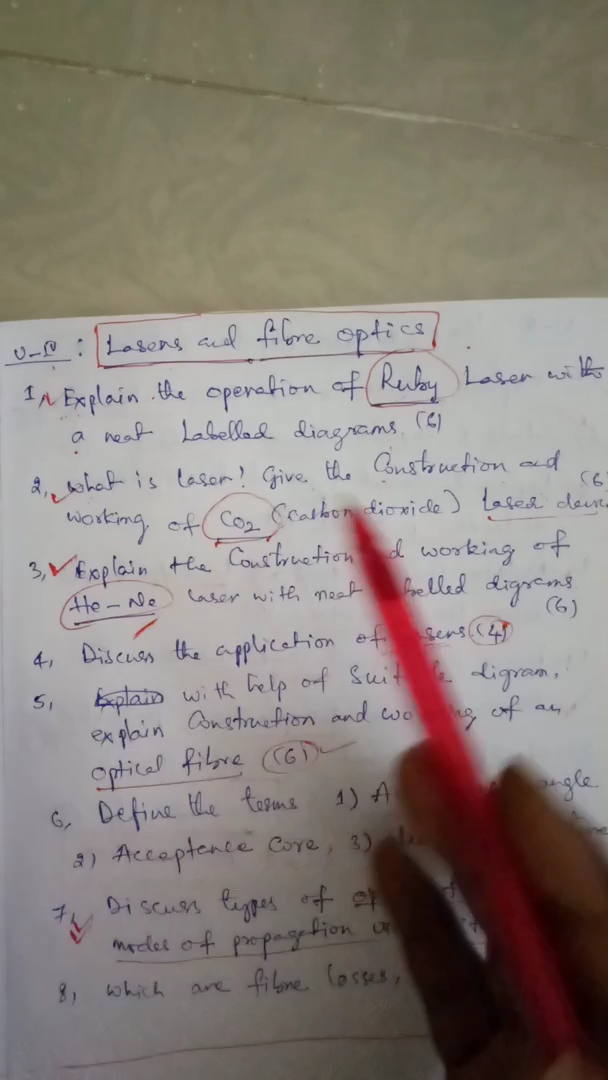 U-IV : Lasers and fibre optics
1, Explain the operation of Ruby Laser with
a neat Labelled diagrams. (6)
2, what is laser? Give the Construction and
working of CO2 (carbon dioxide) Laser (6)
3, Explain the Construction working of
He-Ne laser with neat digrams
(6)
4, Discuss the application of (4)
5, with help of digram,
explain Construction and of an
optical fibre (6)
6, Define the terms 1) angle
2) Acceptence core, 3)
7, Discuss types of
modes of propagation
8, which are fibre losses,